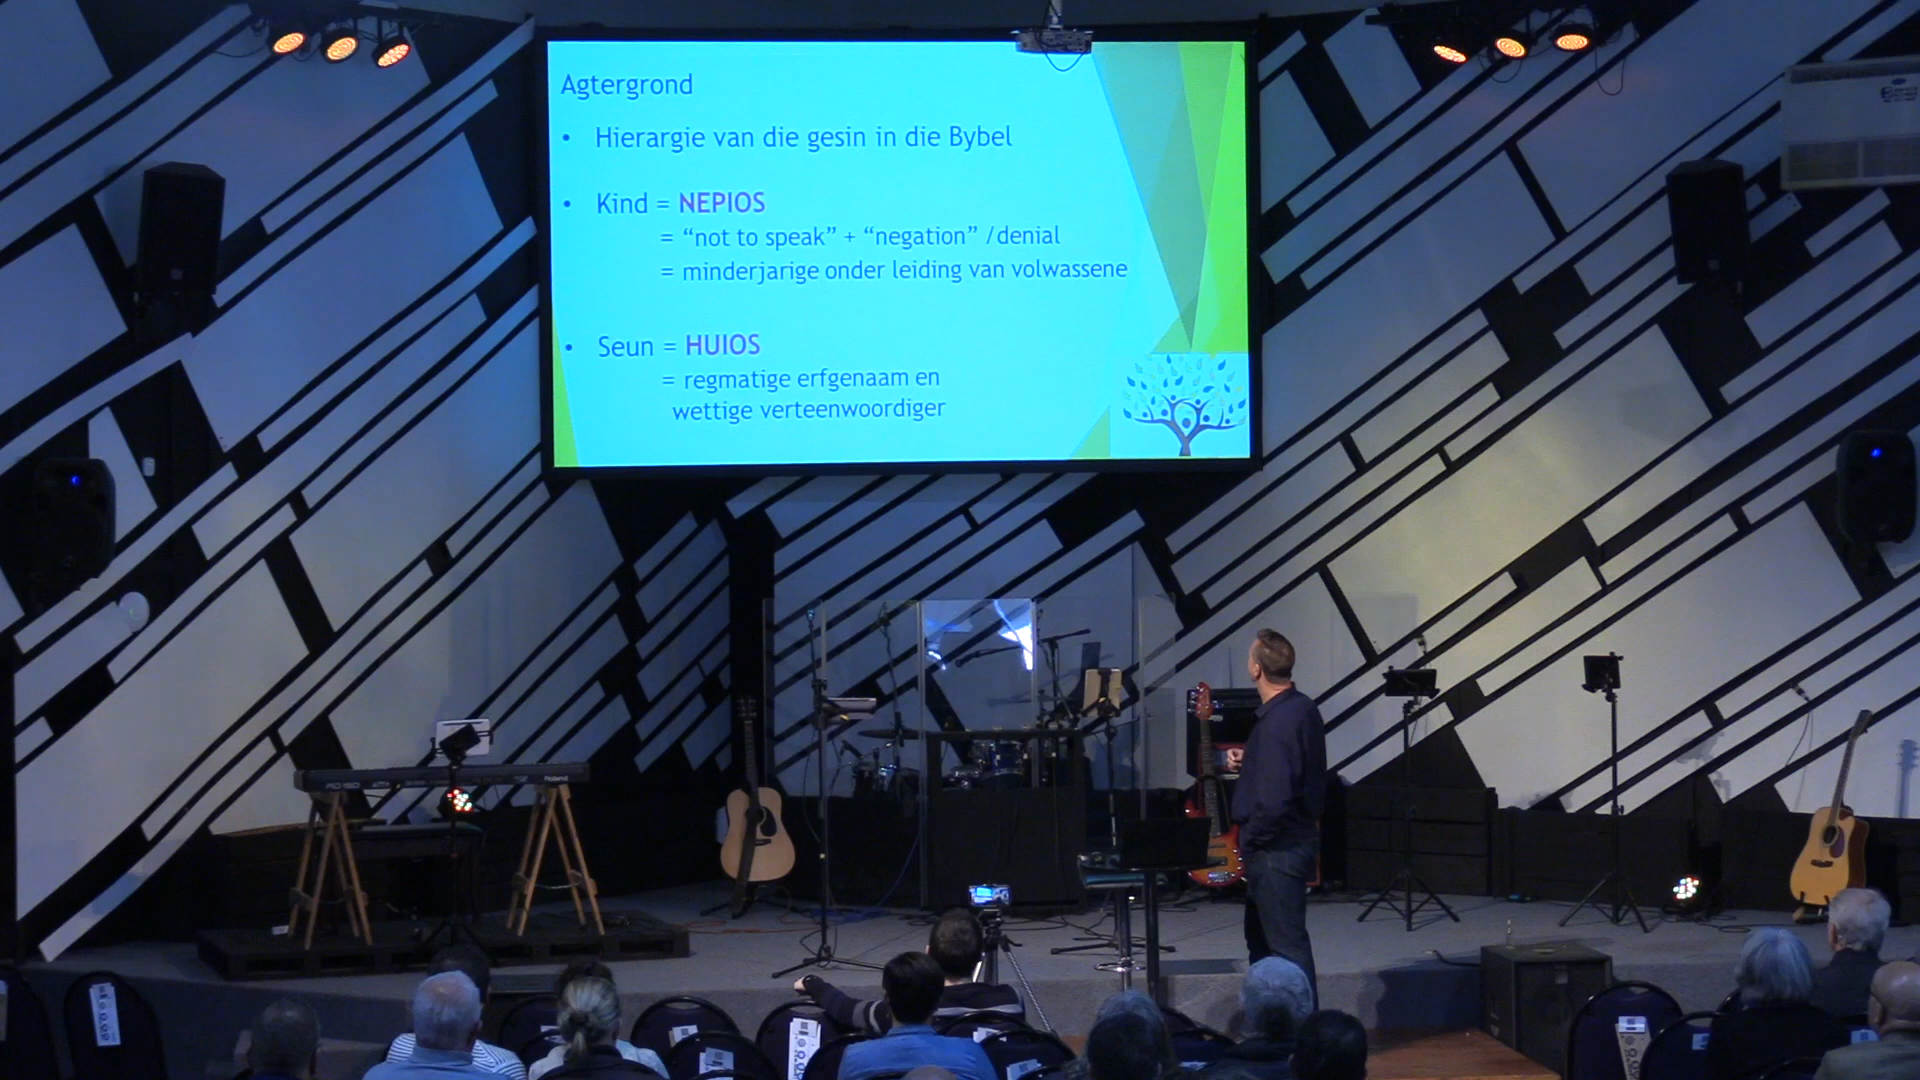 Agtergrond
• Hierargie van die gesin in die Bybel
• Kind = NEPIOS
= “not to speak” + “negation” /denial
= minderjarige onder leiding van volwassene
• Seun = HUIOS
= regmatige erfgenaam en
wettige verteenwoordiger
Roland